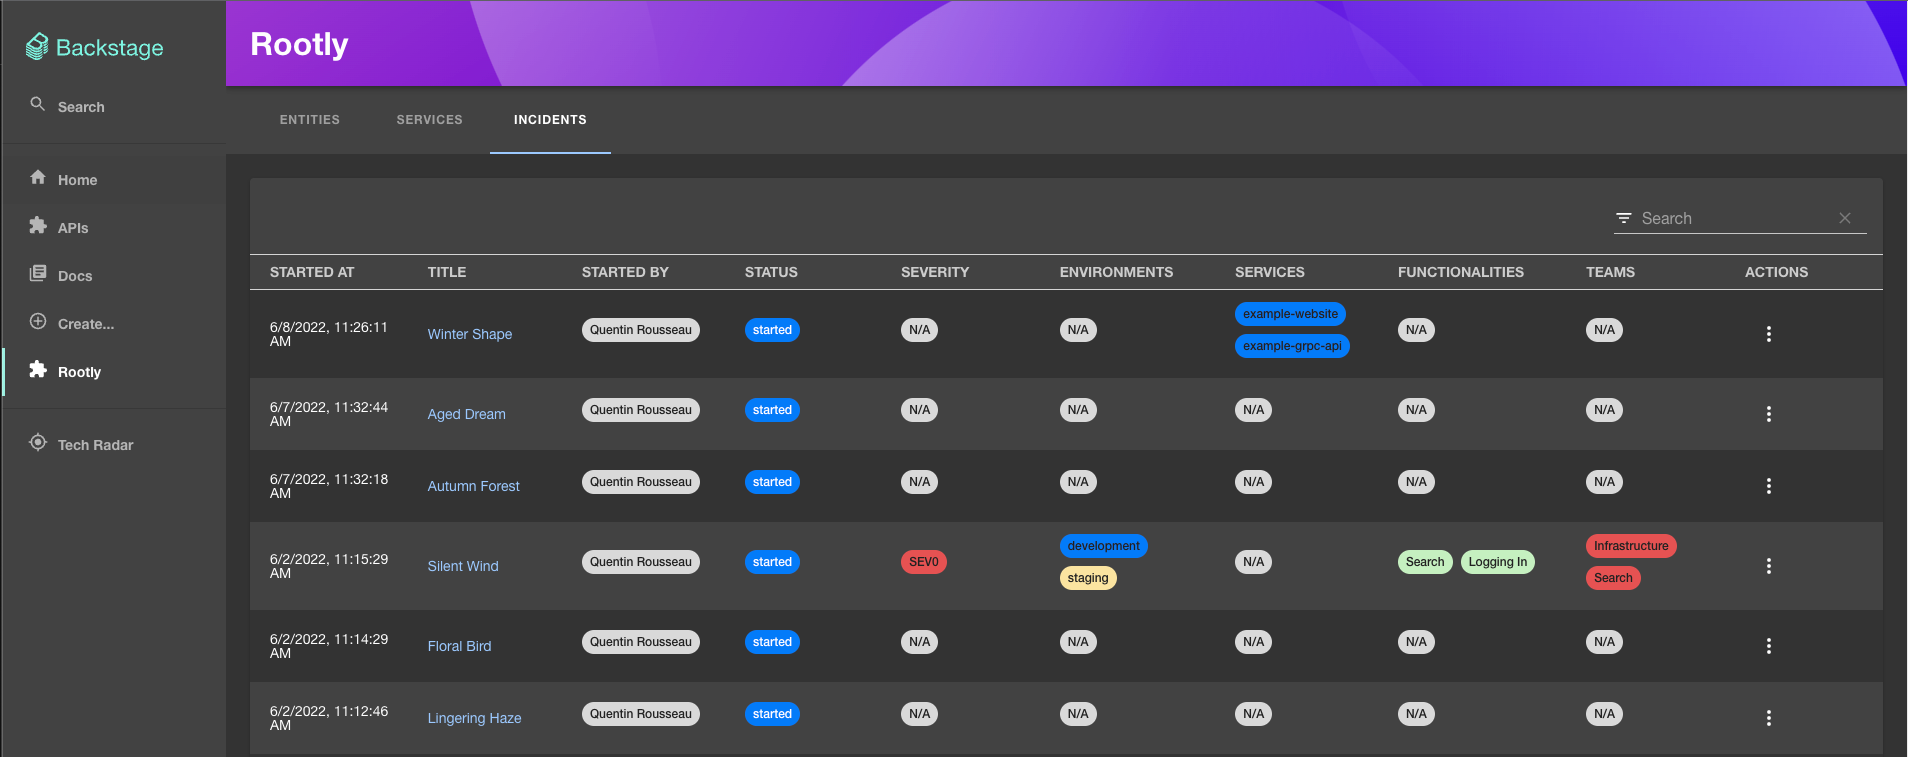 Backstage
Rootly
Search
ENTITIES SERVICES INCIDENTS
Home
APIs
Docs
Create...
Rootly
Tech Radar
Search
STARTED AT TITLE STARTED BY STATUS SEVERITY ENVIRONMENTS SERVICES FUNCTIONALITIES TEAMS ACTIONS
6/8/2022, 11:26:11
AM
Winter Shape Quentin Rousseau started N/A N/A
example-website
example-grpc-api
N/A N/A
6/7/2022, 11:32:44
AM
Aged Dream Quentin Rousseau started N/A N/A N/A N/A N/A
6/7/2022, 11:32:18
AM
Autumn Forest Quentin Rousseau started N/A N/A N/A N/A N/A
6/2/2022, 11:15:29
AM
Silent Wind Quentin Rousseau started SEV0
development
staging
N/A Search Logging In
Infrastructure
Search
6/2/2022, 11:14:29
AM
Floral Bird Quentin Rousseau started N/A N/A N/A N/A N/A
6/2/2022, 11:12:46
AM
Lingering Haze Quentin Rousseau started N/A N/A N/A N/A N/A